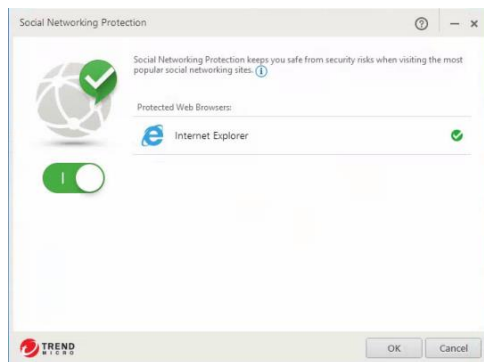 Social Networking Protection
Social Networking Protection keeps you safe from security risks when visiting the most
popular social networking sites.
Protected Web Browsers:
Internet Explorer
TREND
MICRO
OK
Cancel